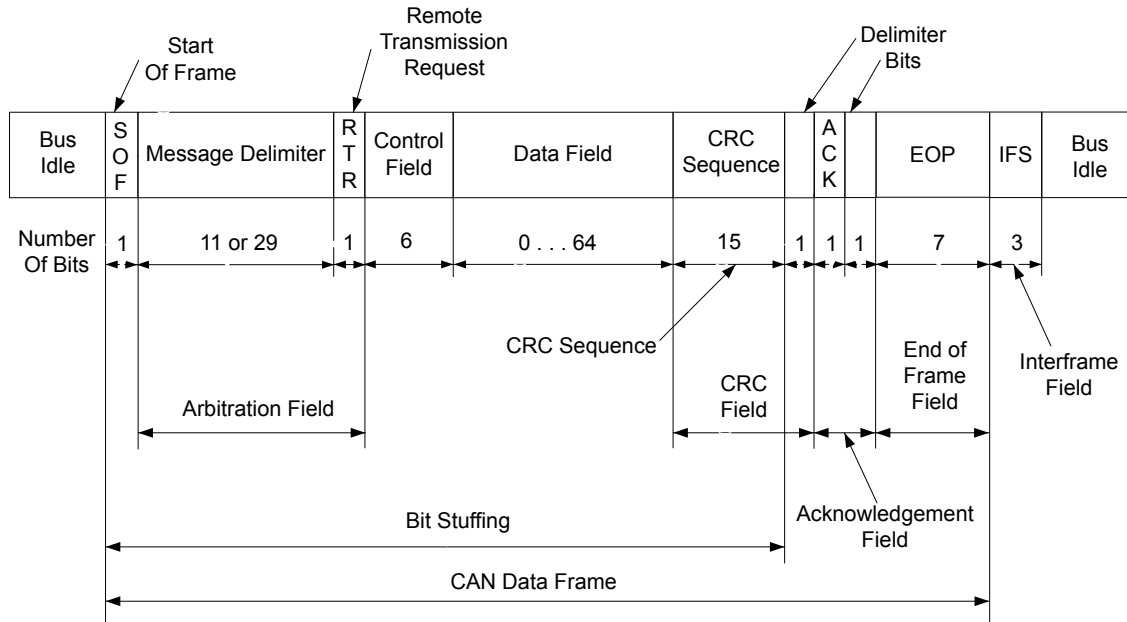 Start
Of Frame
Remote
Transmission
Request
Delimiter
Bits
Bus
Idle
S
O
F
Message Delimiter
R
T
R
Control
Field
Data Field
CRC
Sequence
A
C
K
EOP
IFS
Bus
Idle
Number
Of Bits
1
11 or 29
1
6
0 . . . 64
15
1
1
1
7
3
CRC Sequence
End of
Frame
Field
Interframe
Field
Arbitration Field
CRC
Field
Acknowledgement
Field
Bit Stuffing
CAN Data Frame